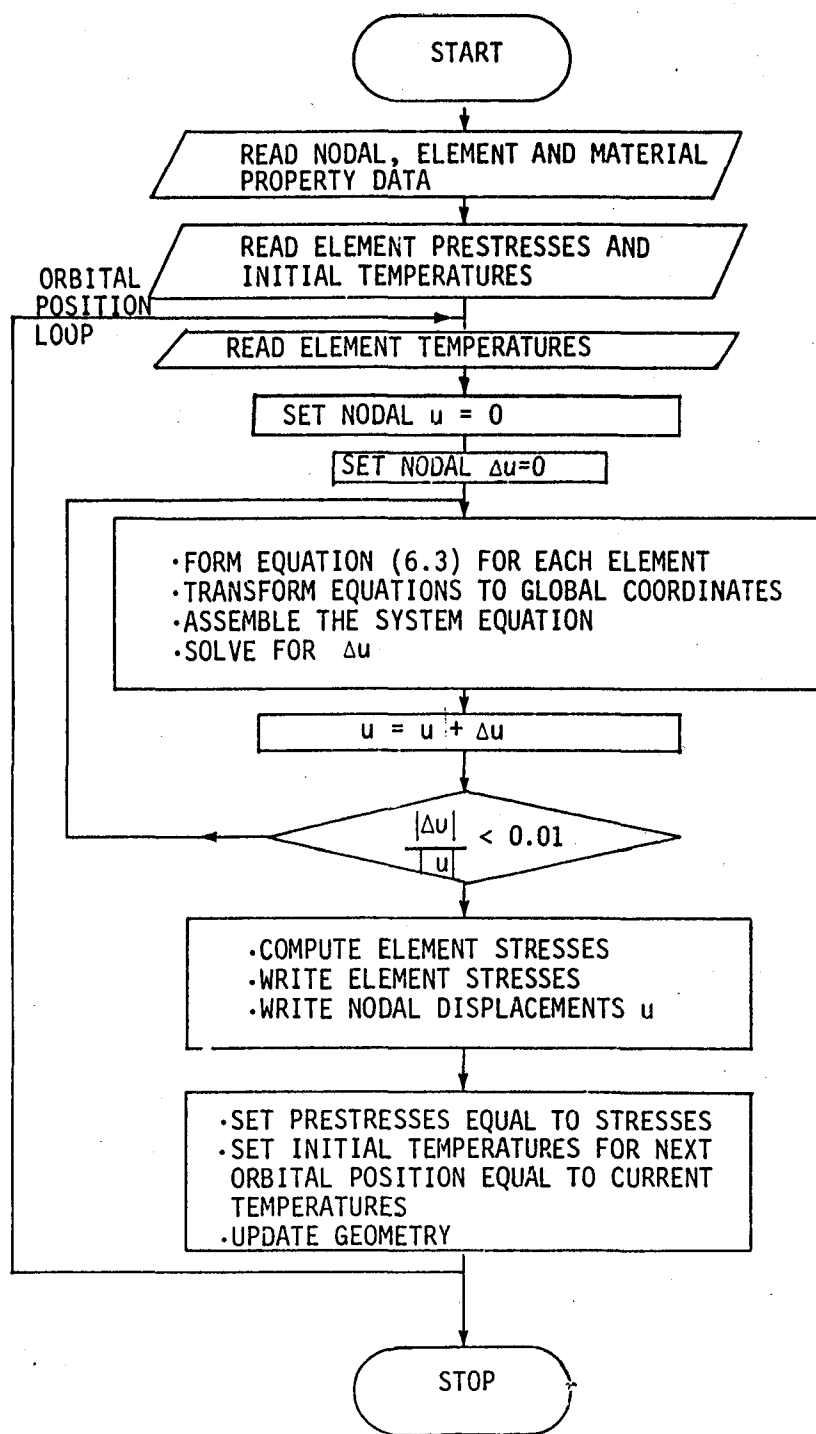 START
READ NODAL, ELEMENT AND MATERIAL
PROPERTY DATA
READ ELEMENT PRESTRESSES AND
INITIAL TEMPERATURES
ORBITAL
POSITION
LOOP
READ ELEMENT TEMPERATURES
SET NODAL u = 0
SET NODAL Δu=0
·FORM EQUATION (6.3) FOR EACH ELEMENT
·TRANSFORM EQUATIONS TO GLOBAL COORDINATES
·ASSEMBLE THE SYSTEM EQUATION
·SOLVE FOR Δu
u = u + Δu
|Δu|
< 0.01
|u|
·COMPUTE ELEMENT STRESSES
·WRITE ELEMENT STRESSES
·WRITE NODAL DISPLACEMENTS u
·SET PRESTRESSES EQUAL TO STRESSES
·SET INITIAL TEMPERATURES FOR NEXT
ORBITAL POSITION EQUAL TO CURRENT
TEMPERATURES
·UPDATE GEOMETRY
STOP